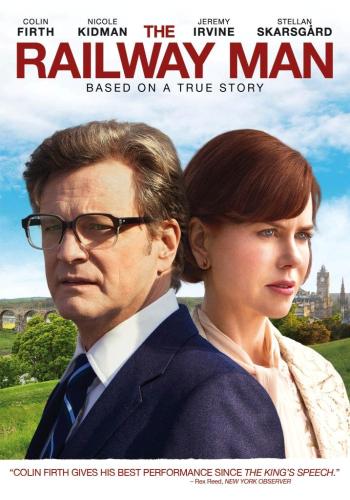 COLIN FIRTH
NICOLE KIDMAN
JEREMY IRVINE
STELLAN SKARSGÅRD
THE
RAILWAY MAN
BASED ON A TRUE STORY
"COLIN FIRTH GIVES HIS BEST PERFORMANCE SINCE THE KING'S SPEECH."
– Rex Reed, NEW YORK OBSERVER